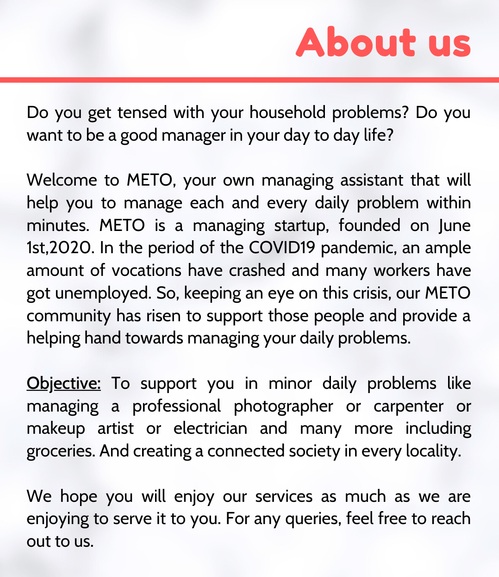 About us
Do you get tensed with your household problems? Do you
want to be a good manager in your day to day life?
Welcome to METO, your own managing assistant that will
help you to manage each and every daily problem within
minutes. METO is a managing startup, founded on June
1st,2020. In the period of the COVID19 pandemic, an ample
amount of vocations have crashed and many workers have
got unemployed. So, keeping an eye on this crisis, our METO
community has risen to support those people and provide a
helping hand towards managing your daily problems.
Objective: To support you in minor daily problems like
managing a professional photographer or carpenter or
makeup artist or electrician and many more including
groceries. And creating a connected society in every locality.
We hope you will enjoy our services as much as we are
enjoying to serve it to you. For any queries, feel free to reach
out to us.